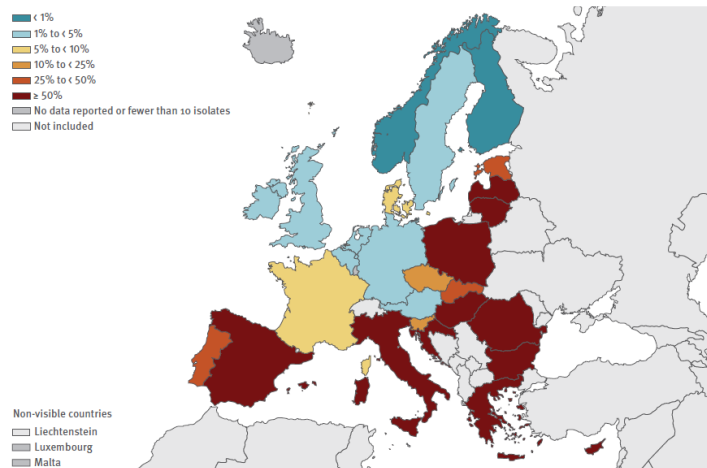 < 1%
1% to < 5%
5% to < 10%
10% to < 25%
25% to < 50%
≥ 50%
No data reported or fewer than 10 isolates
Not included
Non-visible countries
Liechtenstein
Luxembourg
Malta